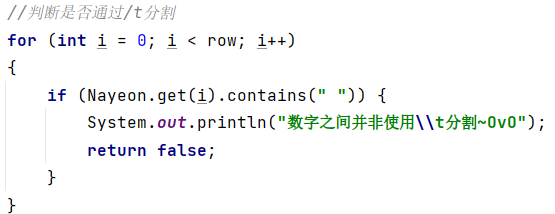 //判断是否通过/t分割
for (int i = 0; i < row; i++)
{
    if (Nayeon.get(i).contains(" ")) {
        System.out.println("数字之间并非使用\\t分割~OvO");
        return false;
    }
}